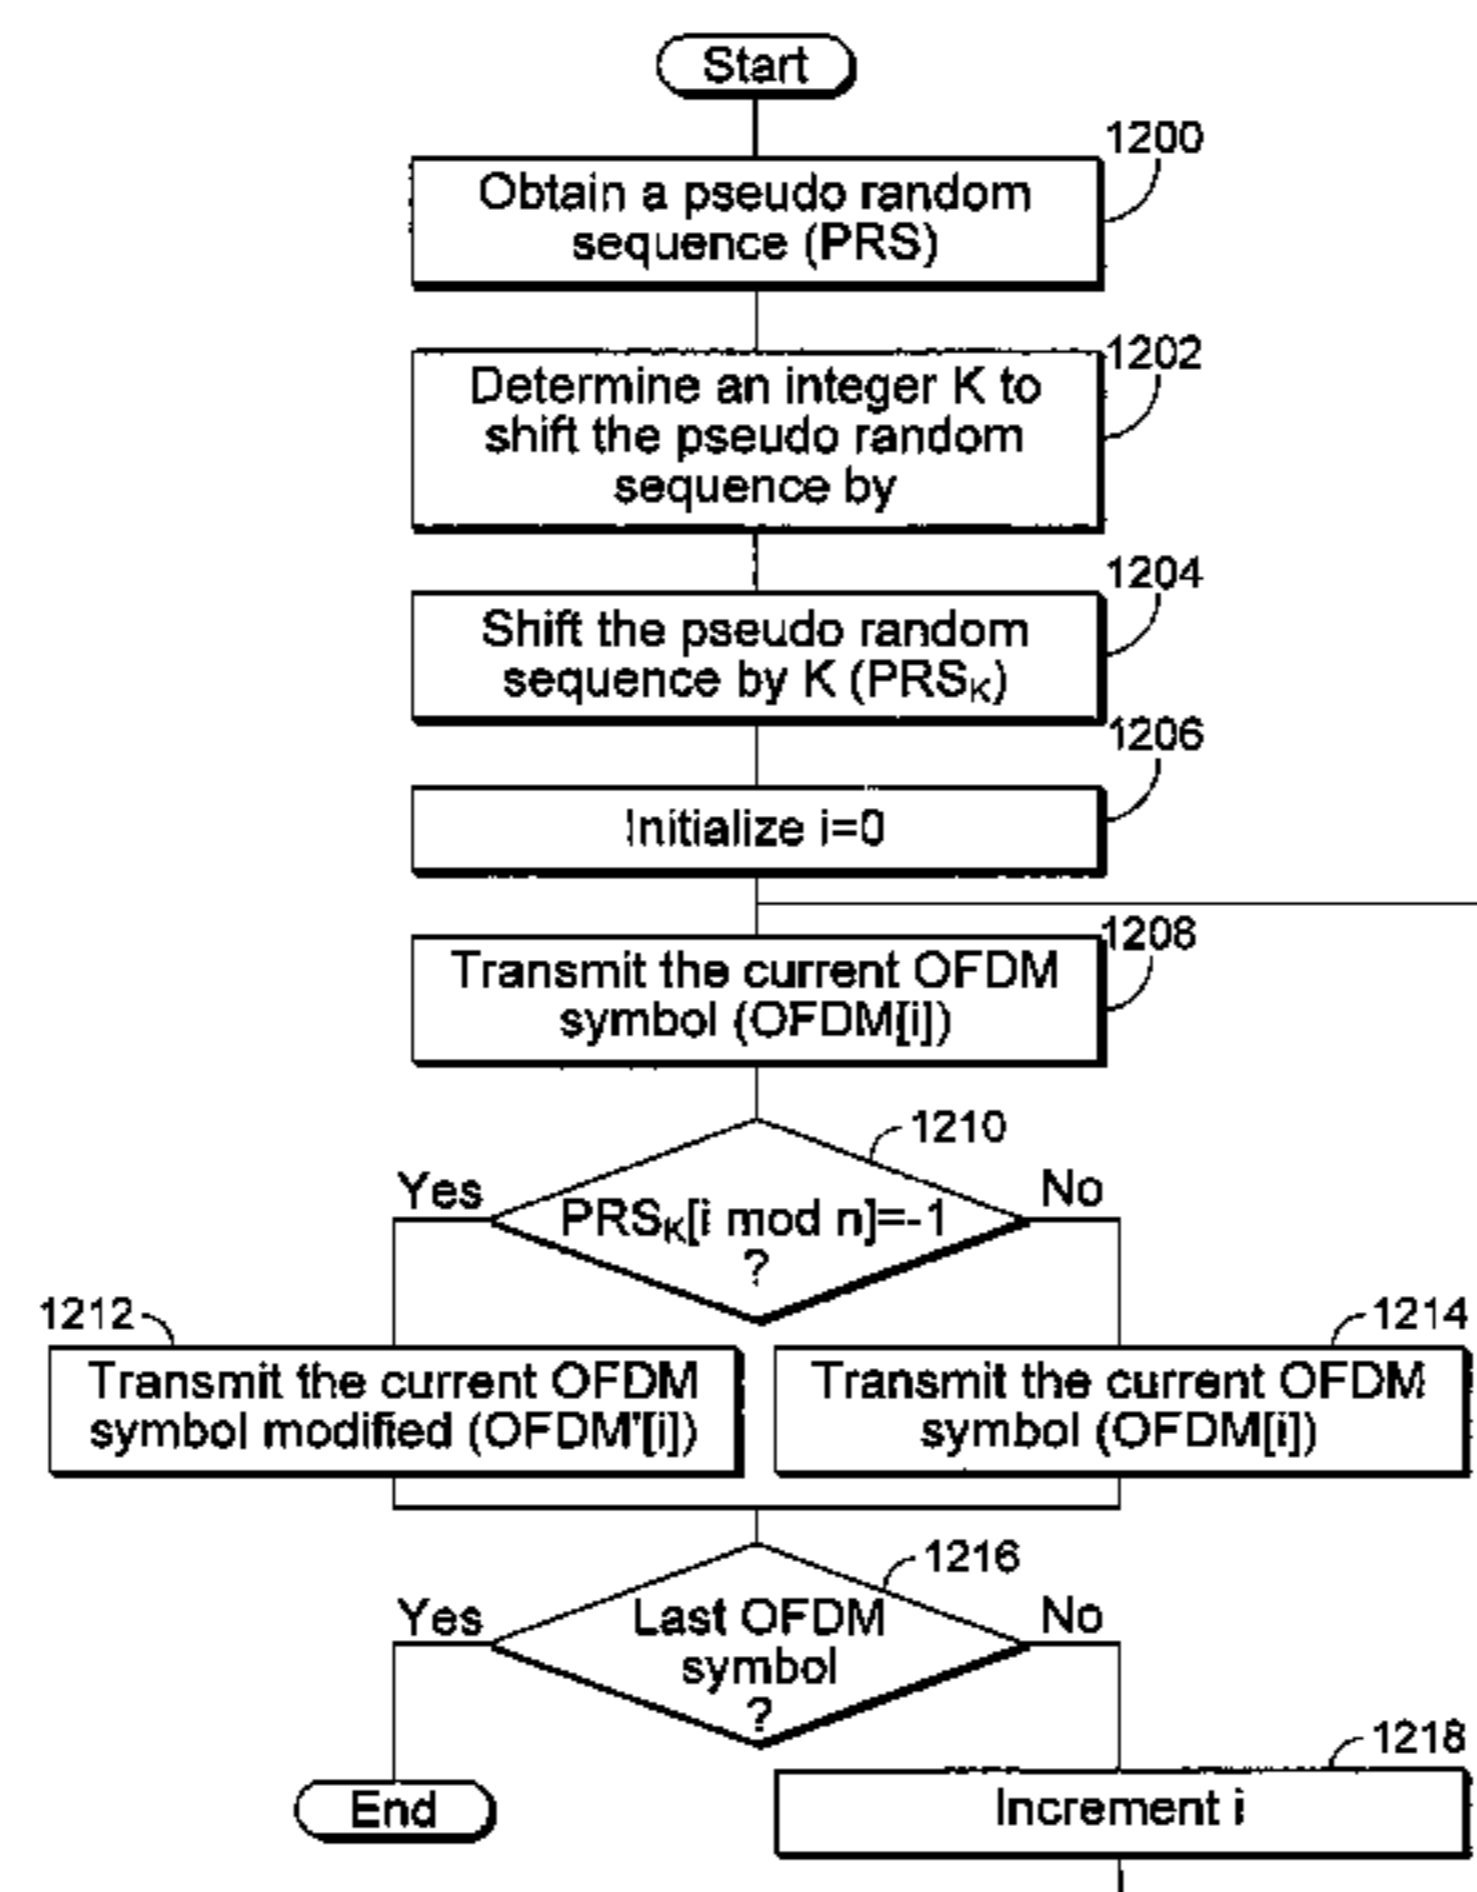 Start
1200
Obtain a pseudo random
sequence (PRS)
1202
Determine an integer K to
shift the pseudo random
sequence by
1204
Shift the pseudo random
sequence by K (PRSK)
1206
Initialize i=0
1208
Transmit the current OFDM
symbol (OFDM[i])
1210
Yes
No
PRSK[i mod n]=-1
?
1212
1214
Transmit the current OFDM
symbol modified (OFDM'[i])
Transmit the current OFDM
symbol (OFDM[i])
1216
Yes
No
Last OFDM
symbol
?
1218
End
Increment i